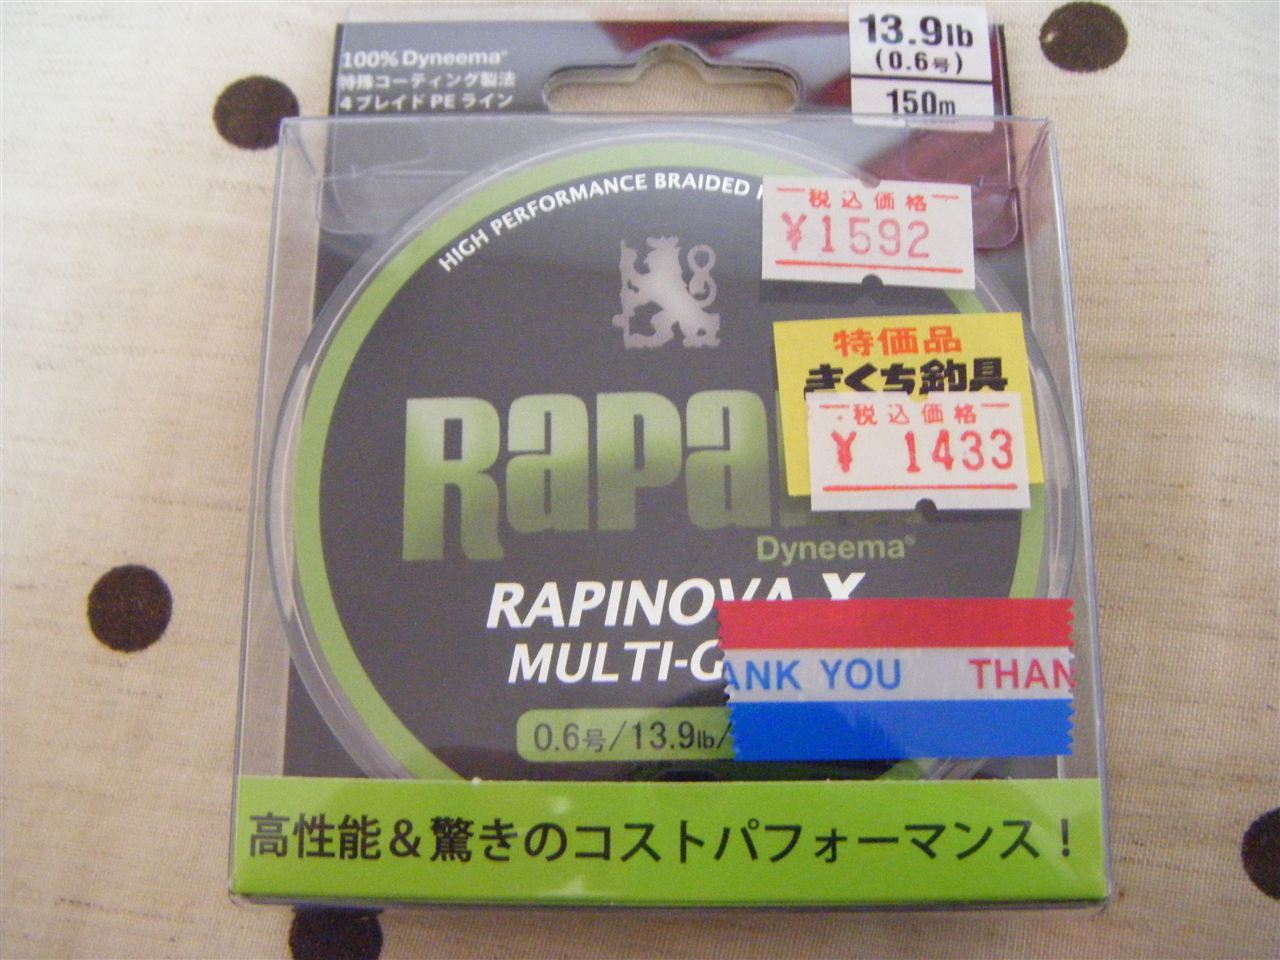 100% Dyneema®
特殊コーティング製法
4ブレイド PE ライン
13.9lb
(0.6号)
150m
HIGH PERFORMANCE BRAIDED
税込価格
¥1592
特価品
きくち釣具
税込価格
¥ 1433
RAPA
Dyneema®
RAPINOVA X
MULTI-G
ANK YOU THAN
0.6号/13.9lb/
高性能&驚きのコストパフォーマンス!